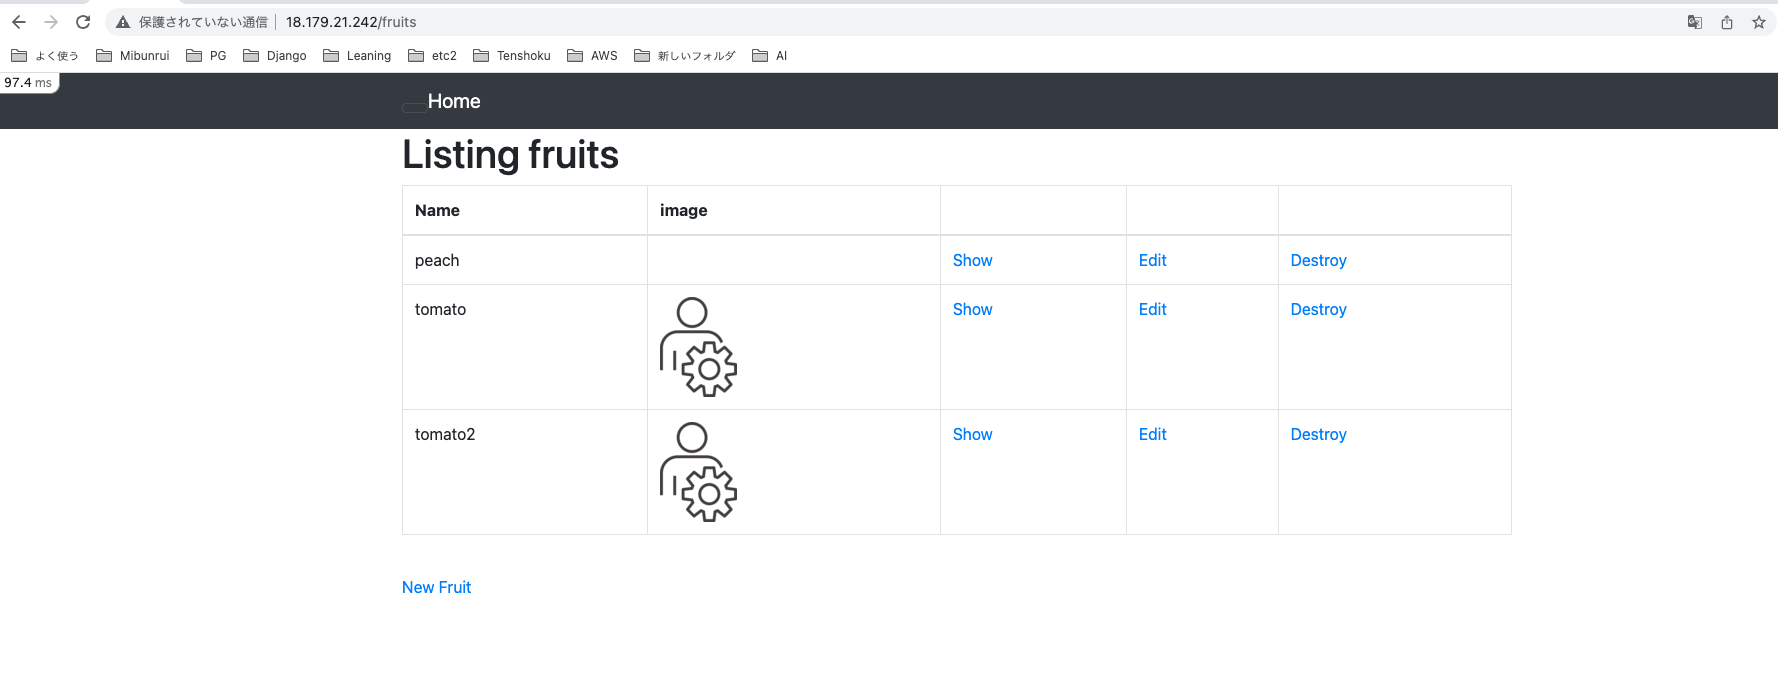 保護されていない通信 18.179.21.242/fruits
よく使う Mibunrui PG Django Leaning etc2 Tenshoku AWS 新しいフォルダ AI
97.4 ms
Home
Listing fruits
Name image
peach Show Edit Destroy
tomato Show Edit Destroy
tomato2 Show Edit Destroy
New Fruit